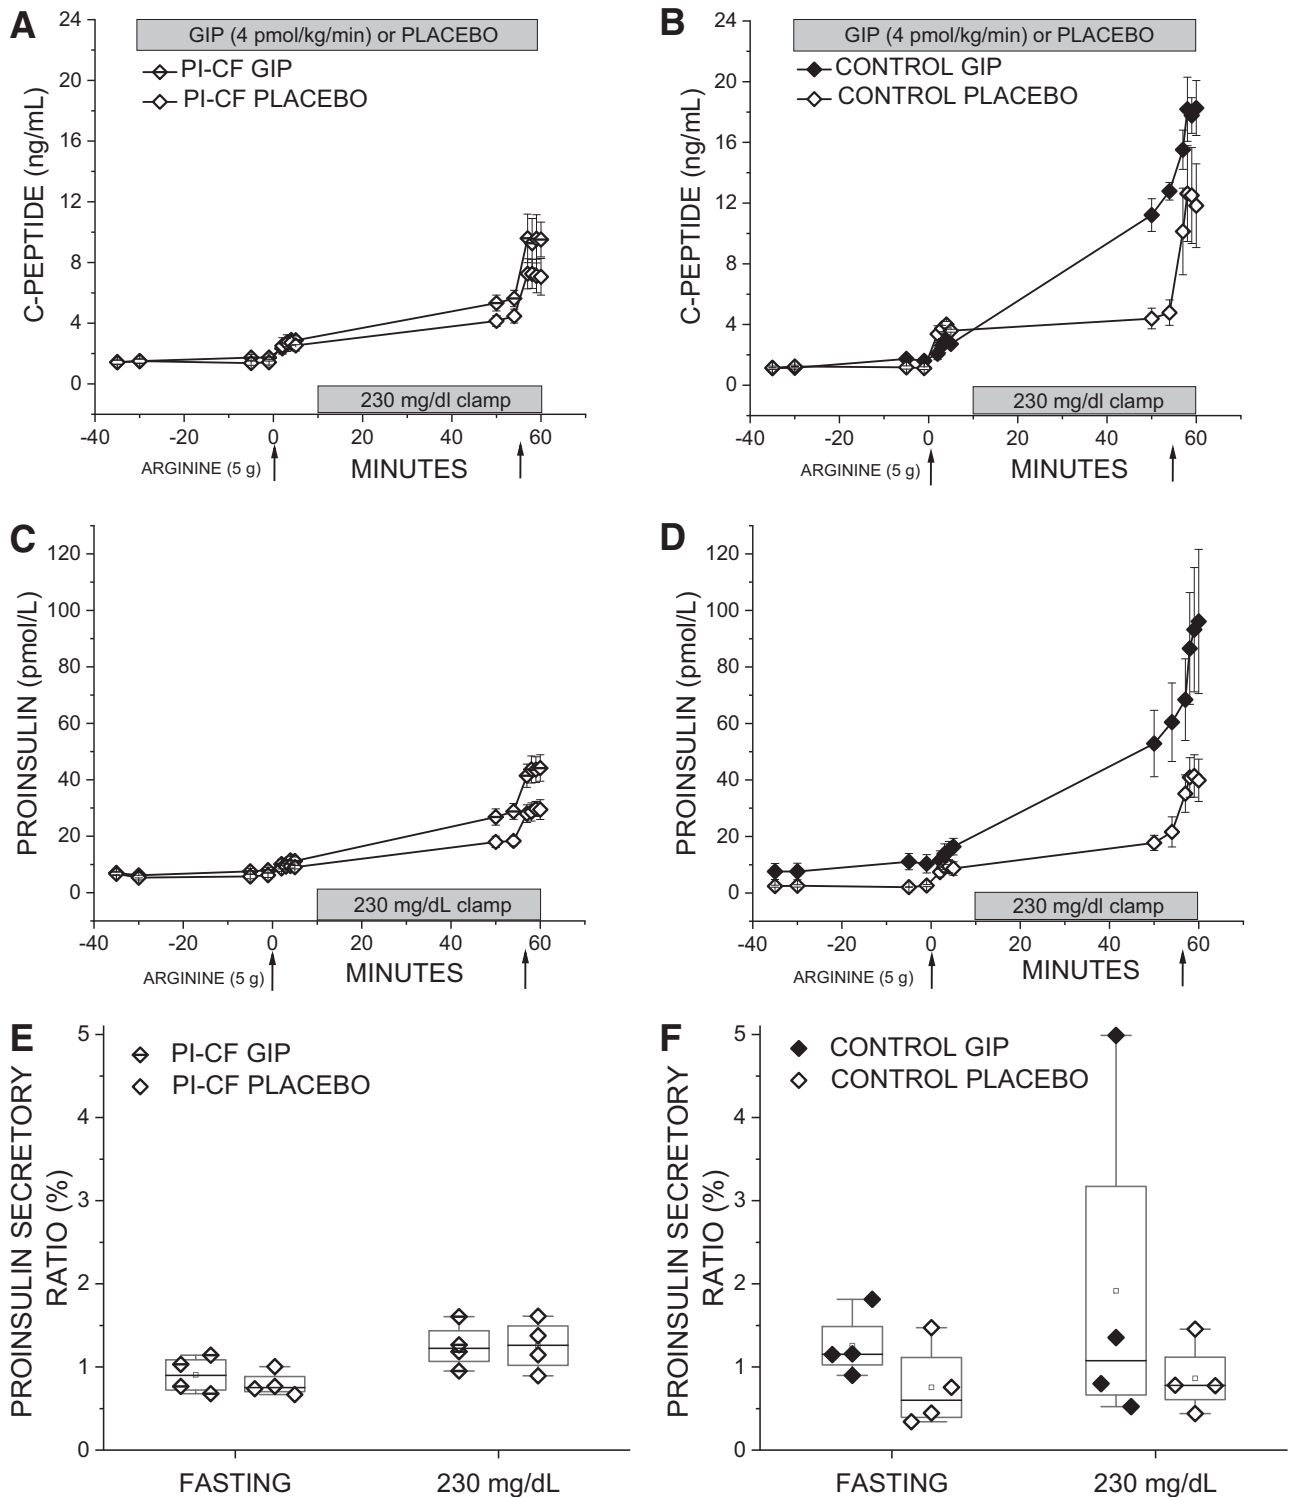 A
GIP (4 pmol/kg/min) or PLACEBO
PI-CF GIP
PI-CF PLACEBO
C-PEPTIDE (ng/mL)
24
20
16
12
8
4
0
230 mg/dl clamp
-40 -20 0 20 40 60
ARGININE (5 g)
MINUTES
B
GIP (4 pmol/kg/min) or PLACEBO
CONTROL GIP
CONTROL PLACEBO
C-PEPTIDE (ng/mL)
24
20
16
12
8
4
0
230 mg/dl clamp
-40 -20 0 20 40 60
ARGININE (5 g)
MINUTES
C
PROINSULIN (pmol/L)
120
100
80
60
40
20
0
230 mg/dL clamp
-40 -20 0 20 40 60
ARGININE (5 g)
MINUTES
D
PROINSULIN (pmol/L)
120
100
80
60
40
20
0
230 mg/dl clamp
-40 -20 0 20 40 60
ARGININE (5 g)
MINUTES
E
PI-CF GIP
PI-CF PLACEBO
PROINSULIN SECRETORY
RATIO (%)
5
4
3
2
1
0
FASTING 230 mg/dL
F
CONTROL GIP
CONTROL PLACEBO
PROINSULIN SECRETORY
RATIO (%)
5
4
3
2
1
0
FASTING 230 mg/dL